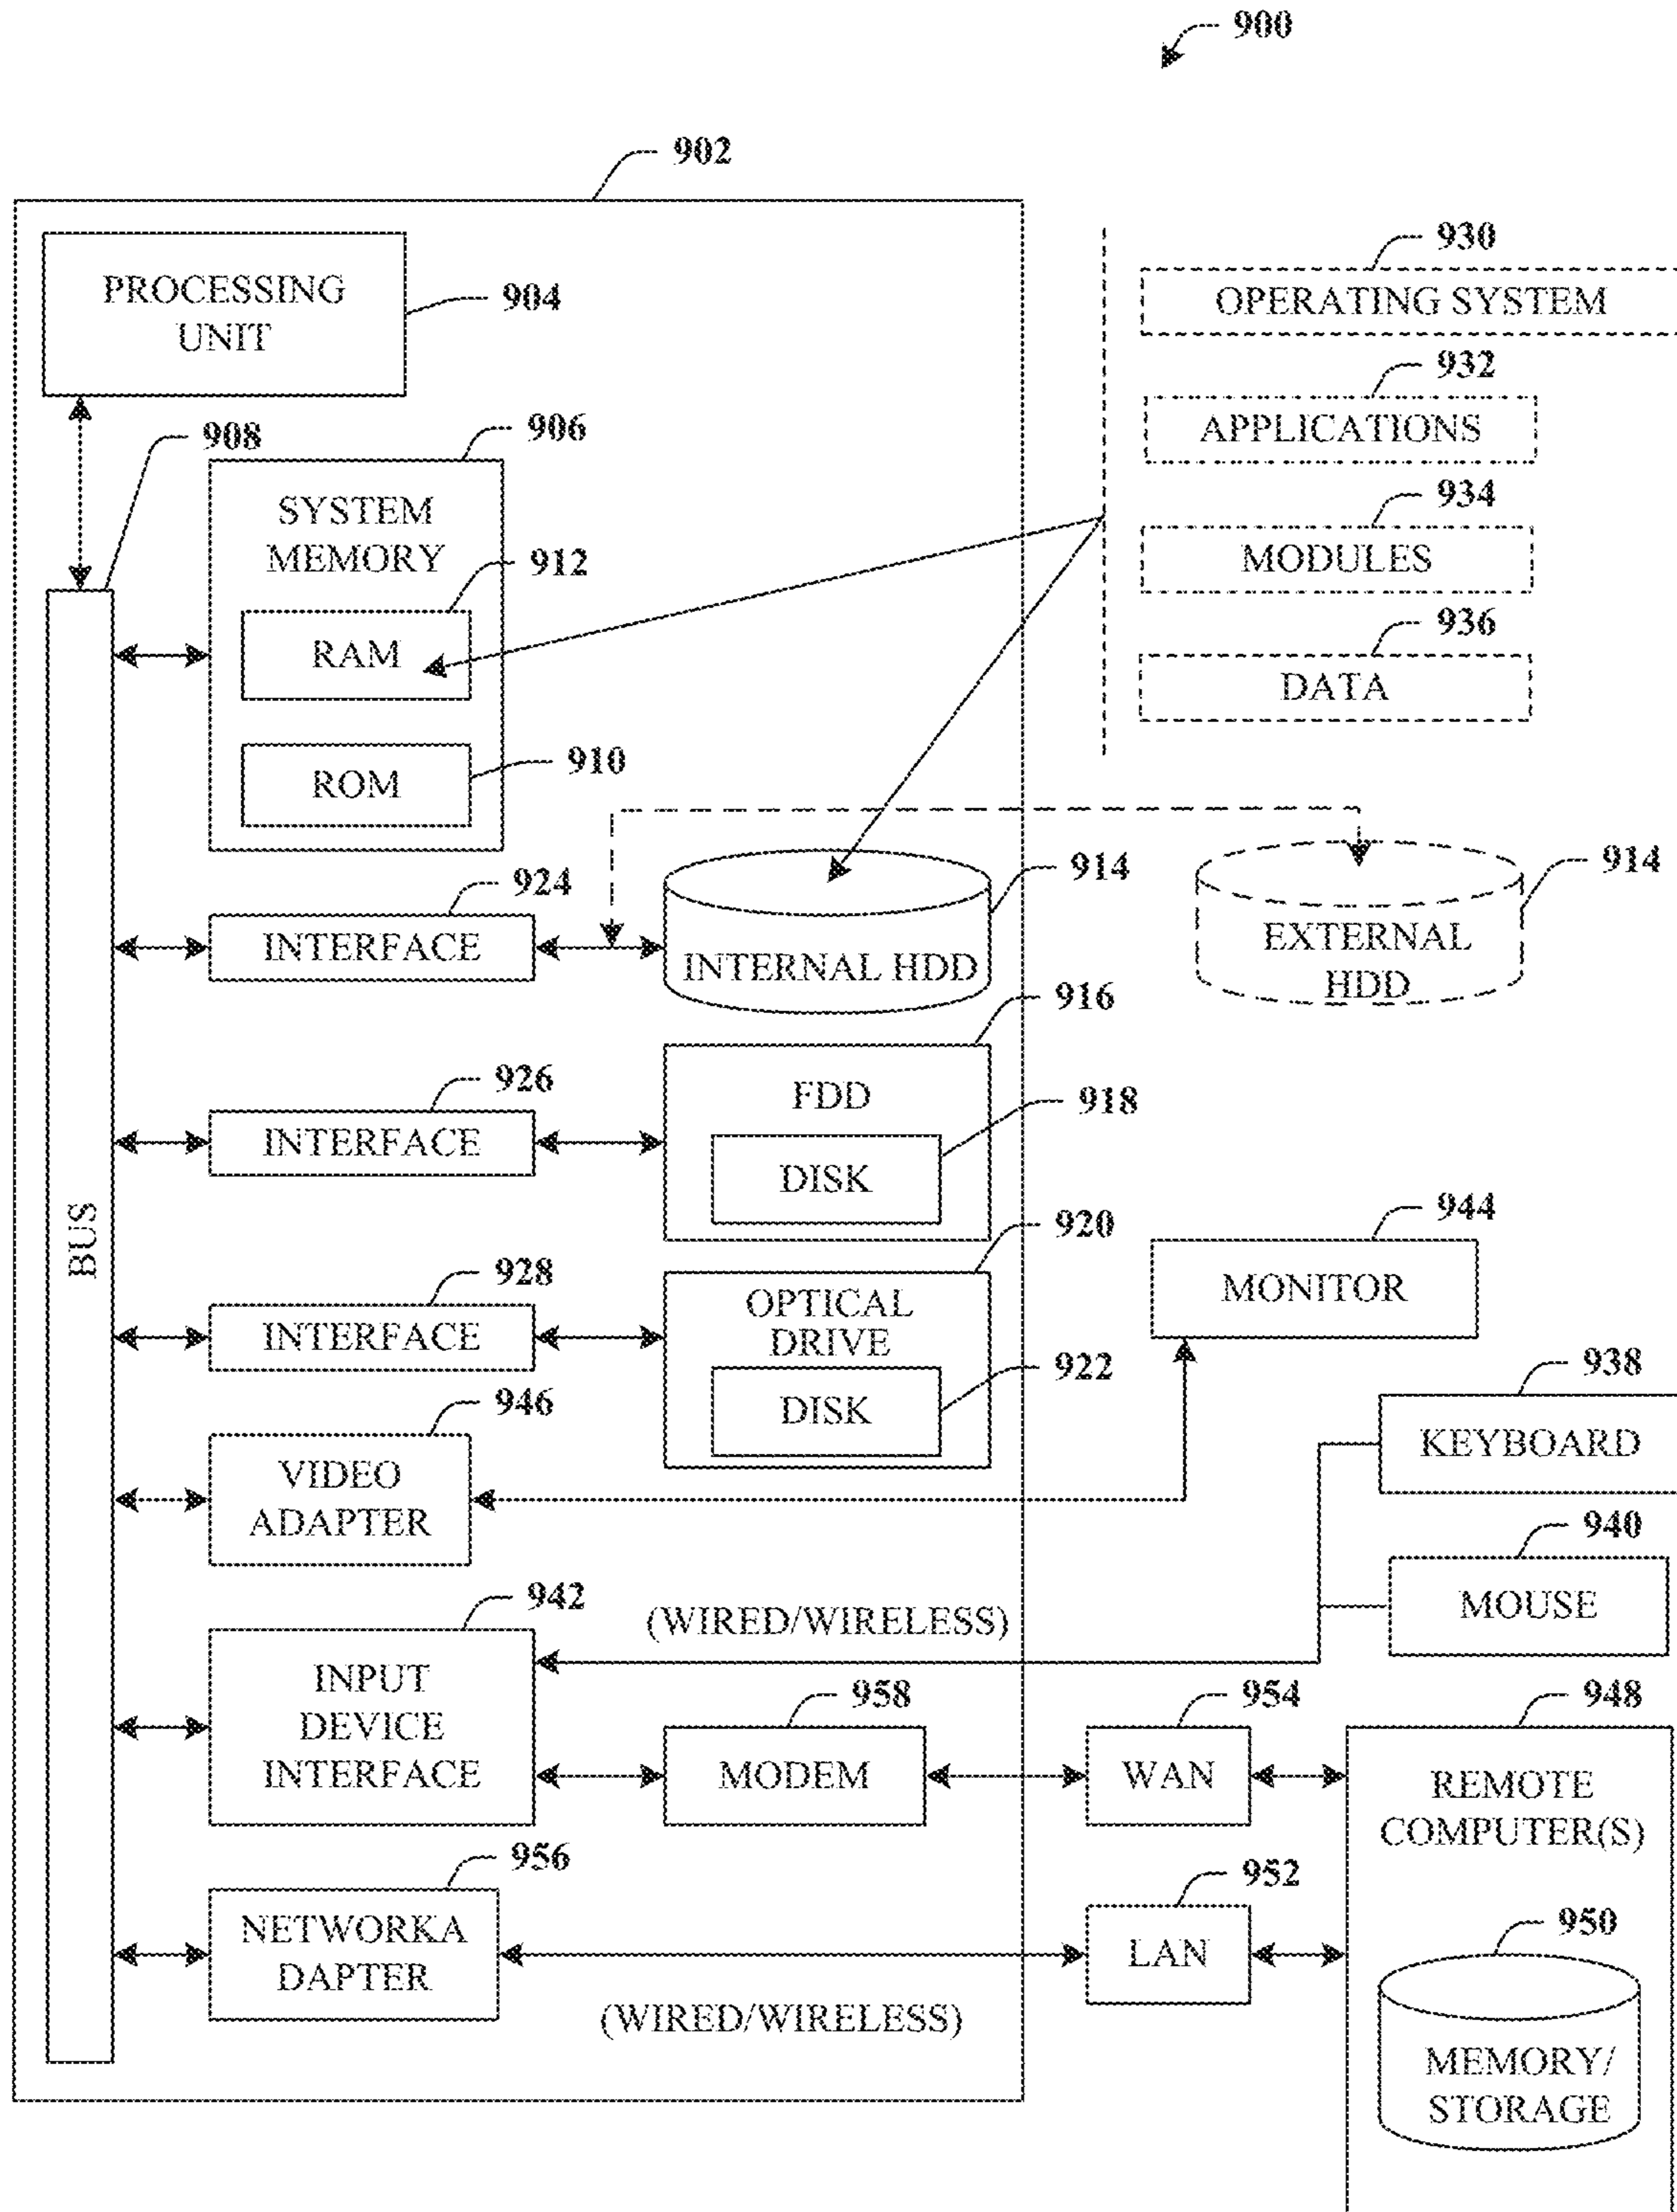 900
902
PROCESSING
UNIT
904
908
906
SYSTEM
MEMORY
912
RAM
910
ROM
930
OPERATING SYSTEM
932
APPLICATIONS
934
MODULES
936
DATA
924
INTERFACE
914
INTERNAL HDD
914
EXTERNAL
HDD
926
INTERFACE
916
FDD
918
DISK
BUS
928
INTERFACE
920
OPTICAL
DRIVE
922
DISK
944
MONITOR
946
VIDEO
ADAPTER
938
KEYBOARD
940
MOUSE
942
INPUT
DEVICE
INTERFACE
(WIRED/WIRELESS)
958
MODEM
954
WAN
948
REMOTE
COMPUTER(S)
956
NETWORKA
DAPTER
952
LAN
(WIRED/WIRELESS)
950
MEMORY/
STORAGE